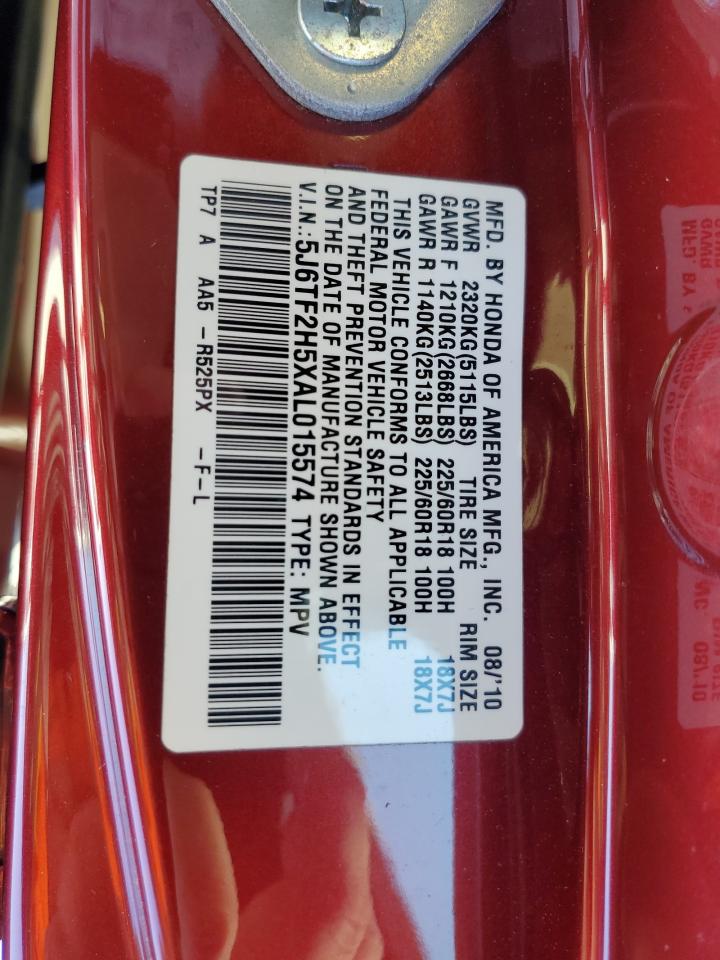 MFD. BY HONDA OF AMERICA MFG., INC. 08/'10
GVWR 2320KG(5115LBS) TIRE SIZE RIM SIZE
GAWR F 1210KG(2668LBS) 225/60R18 100H 18X7J
GAWR R 1140KG(2513LBS) 225/60R18 100H 18X7J
THIS VEHICLE CONFORMS TO ALL APPLICABLE
FEDERAL MOTOR VEHICLE SAFETY
AND THEFT PREVENTION STANDARDS IN EFFECT
ON THE DATE OF MANUFACTURE SHOWN ABOVE.
V.I.N.:5J6TF2H5XAL015574 TYPE: MPV
TP7 A AA5 -R525PX -F-L